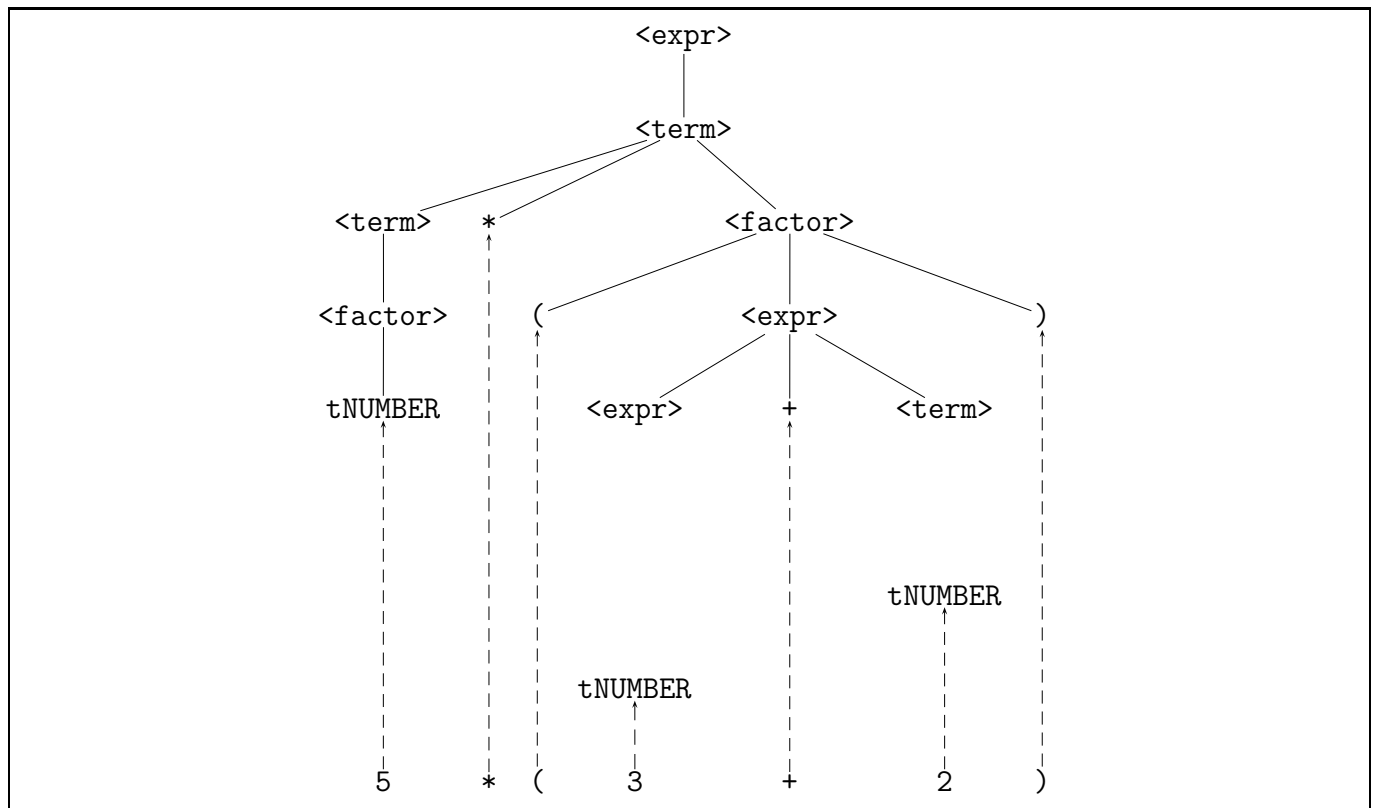 <expr>
<term>
<term> * <factor>
<factor> ( <expr> )
tNUMBER <expr> + <term>
tNUMBER
tNUMBER
5 * ( 3 + 2 )